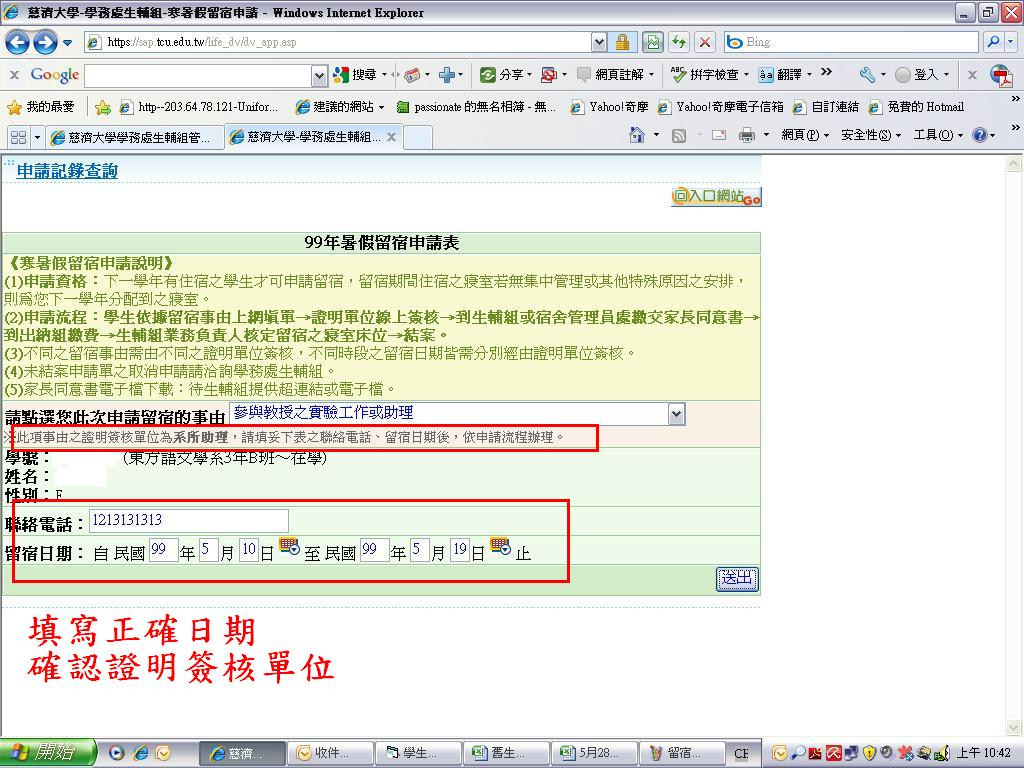 慈濟大學-學務處生輔組-寒暑假留宿申請 - Windows Internet Explorer
https://sap.tcu.edu.tw/life_dv/dv_app.asp
Bing
Google 搜尋 分享 網頁註解 ABC 拼字檢查 翻譯 登入
我的最愛 http--203.64.78.121-Unifor... 建議的網站 passionate 的無名相簿 - 無... Yahoo!奇摩 Yahoo!奇摩電子信箱 自訂連結 免費的 Hotmail
慈濟大學學務處生輔組管... 慈濟大學-學務處生輔組... 網頁(P) 安全性(S) 工具(O)
申請記錄查詢
回入口網站Go
99年暑假留宿申請表
《寒暑假留宿申請說明》
(1)申請資格：下一學年有住宿之學生才可申請留宿，留宿期間住宿之寢室若無集中管理或其他特殊原因之安排，
則為您下一學年分配到之寢室。
(2)申請流程：學生依據留宿事由上網填單→證明單位線上簽核→到生輔組或宿舍管理員處繳交家長同意書→
到出納組繳費→生輔組業務負責人核定留宿之寢室床位→結案。
(3)不同之留宿事由需由不同之證明單位簽核，不同時段之留宿日期皆需分別經由證明單位簽核。
(4)未結案申請單之取消申請請洽詢學務處生輔組。
(5)家長同意書電子檔下載：待生輔組提供超連結或電子檔。
請點選您此次申請留宿的事由 參與教授之實驗工作或助理
※此項事由之證明簽核單位為系所助理，請填妥下表之聯絡電話、留宿日期後，依申請流程辦理。
學號： (東方語文學系3年B班～在學)
姓名：
性別：F
聯絡電話：1213131313
留宿日期： 自 民國 99 年 5 月 10 日 至 民國 99 年 5 月 19 日 止
送出
填寫正確日期
確認證明簽核單位
開始 慈濟... 收件... 學生... 舊生... 5月28... 留宿... CH 上午 10:42